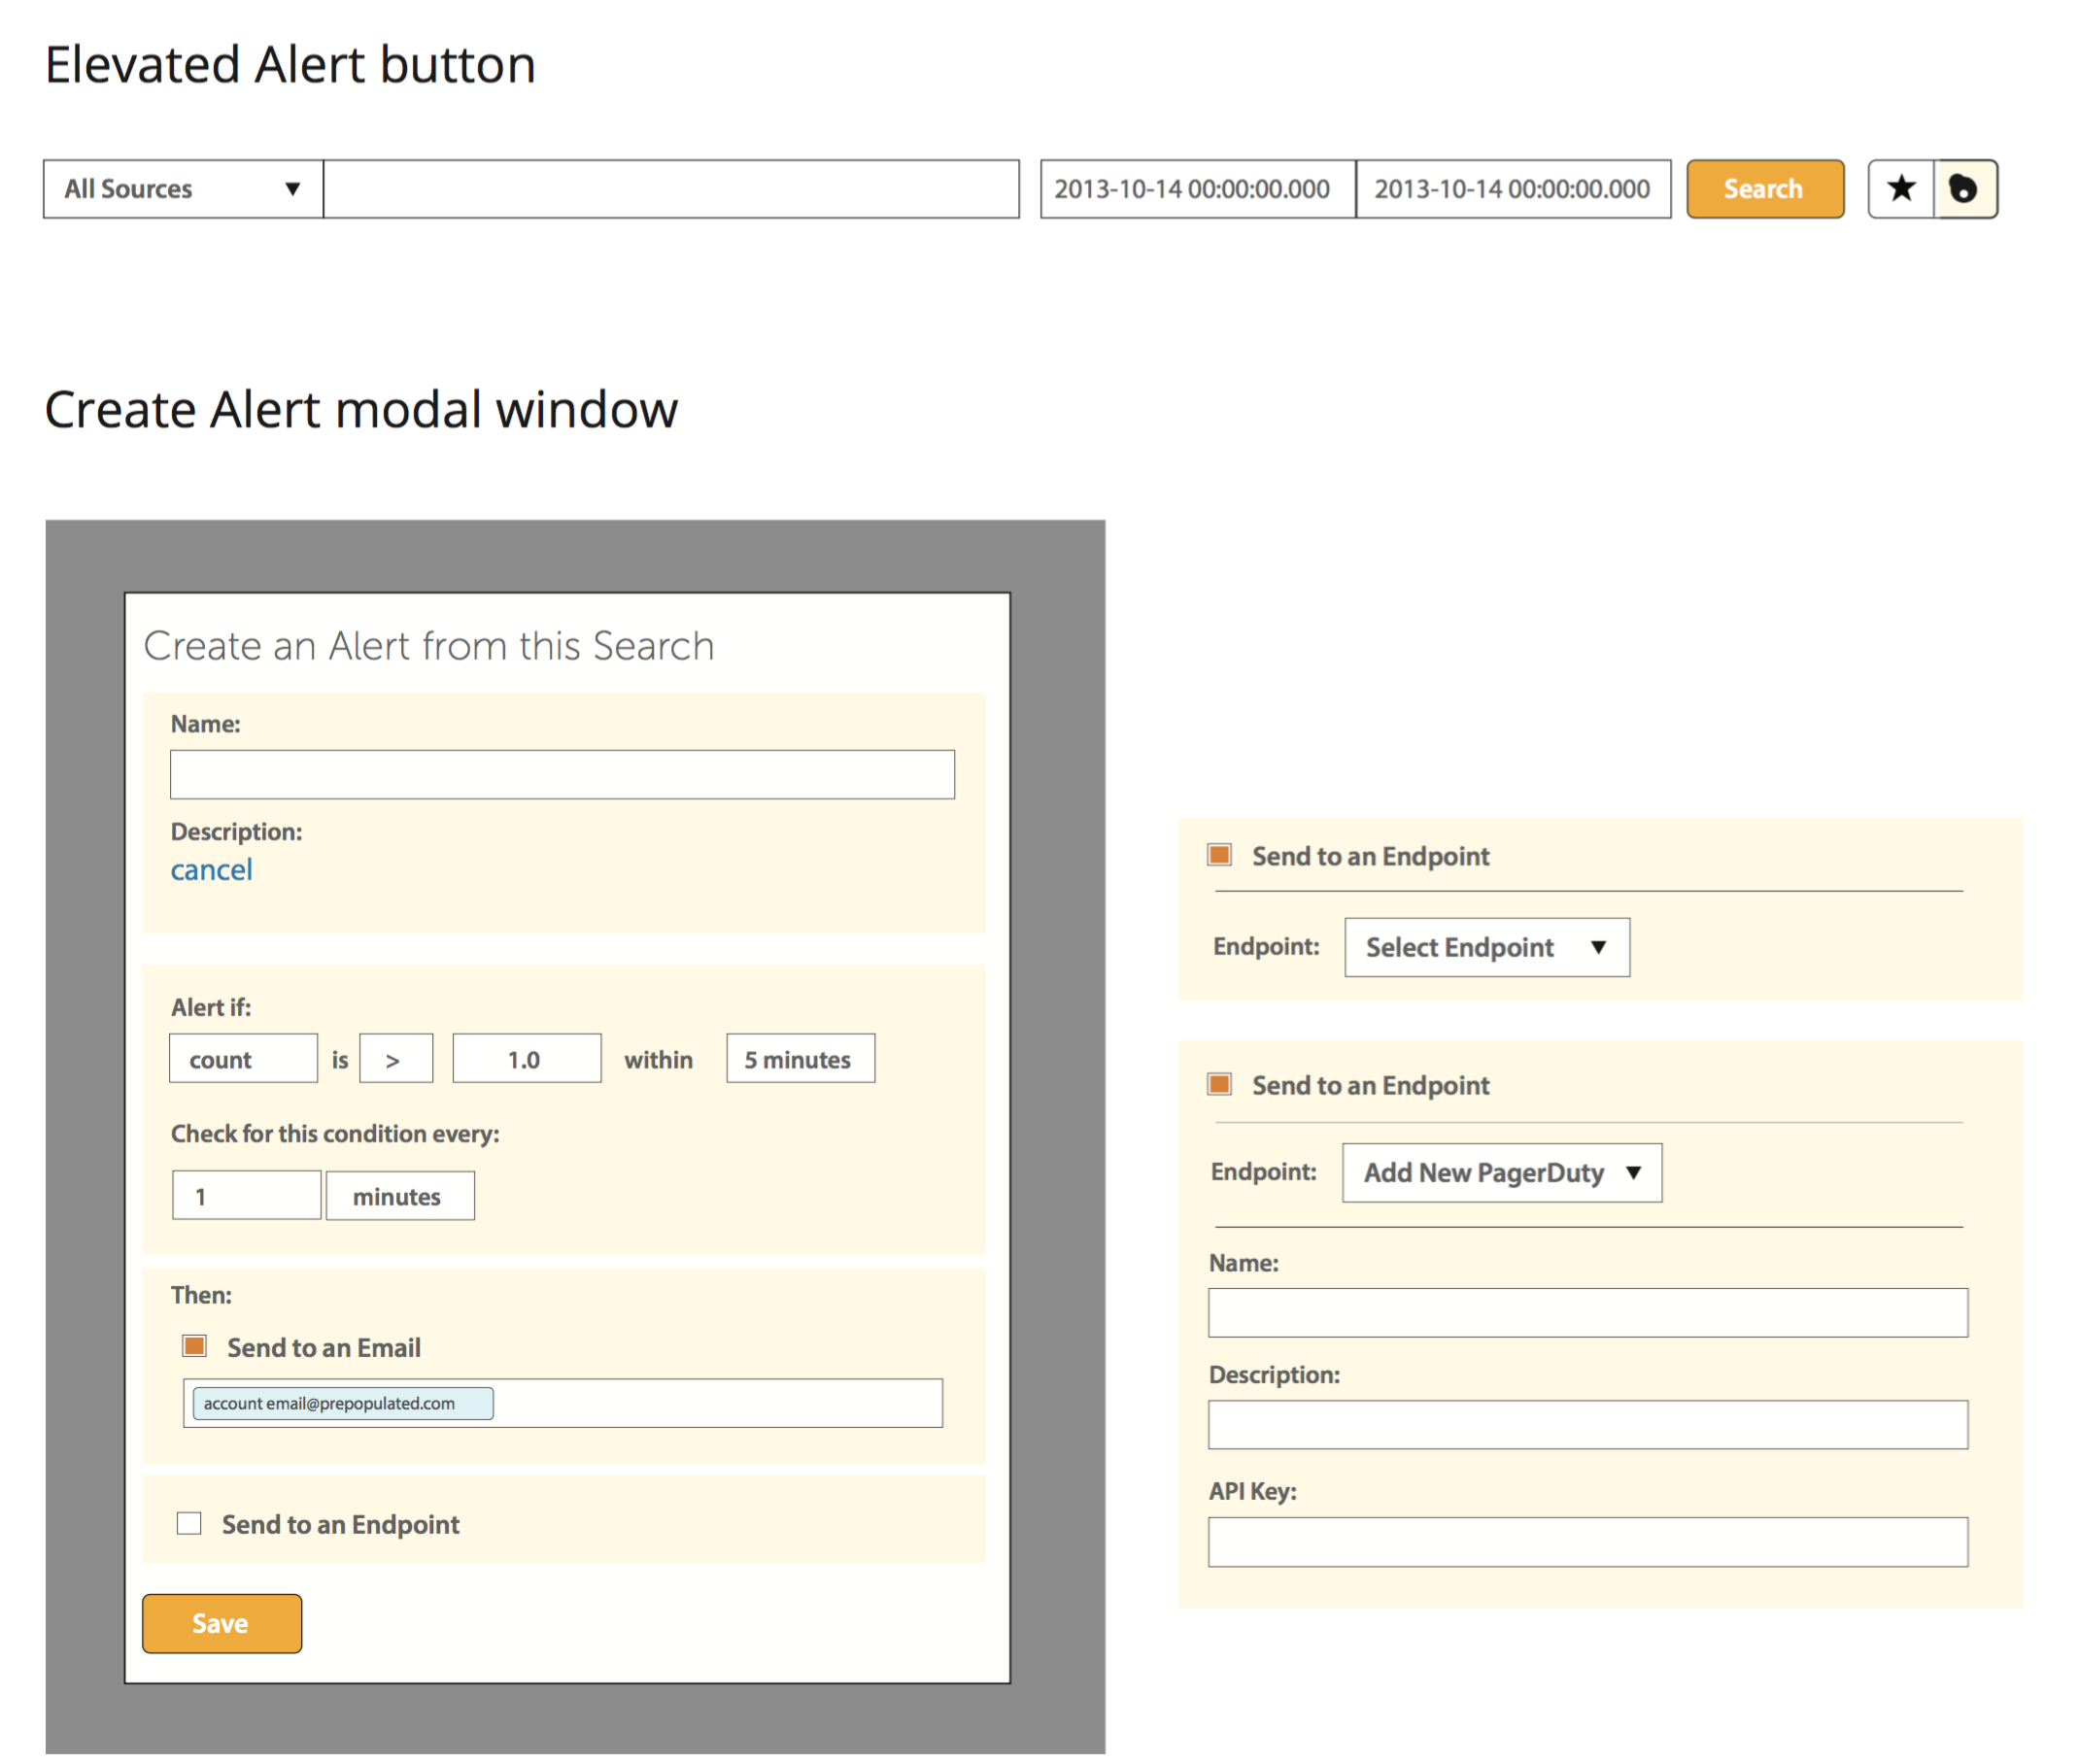 Elevated Alert button
All Sources ▼ 2013-10-14 00:00:00.000 2013-10-14 00:00:00.000 Search
Create Alert modal window
Create an Alert from this Search
Name:
Description:
cancel
Alert if:
count is > 1.0 within 5 minutes
Check for this condition every:
1 minutes
Then:
Send to an Email
account email@prepopulated.com
Send to an Endpoint
Save
Send to an Endpoint
Endpoint: Select Endpoint ▼
Send to an Endpoint
Endpoint: Add New PagerDuty ▼
Name:
Description:
API Key: